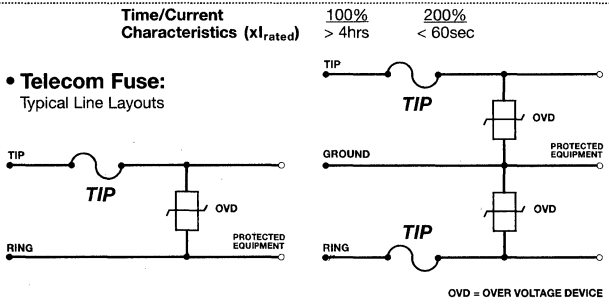 Time/Current 100% 200%
Characteristics (xIrated) > 4hrs < 60sec
• Telecom Fuse:
Typical Line Layouts
TIP
TIP
OVD
PROTECTED
EQUIPMENT
RING
TIP
TIP
OVD
GROUND
PROTECTED
EQUIPMENT
OVD
TIP
RING
OVD = OVER VOLTAGE DEVICE